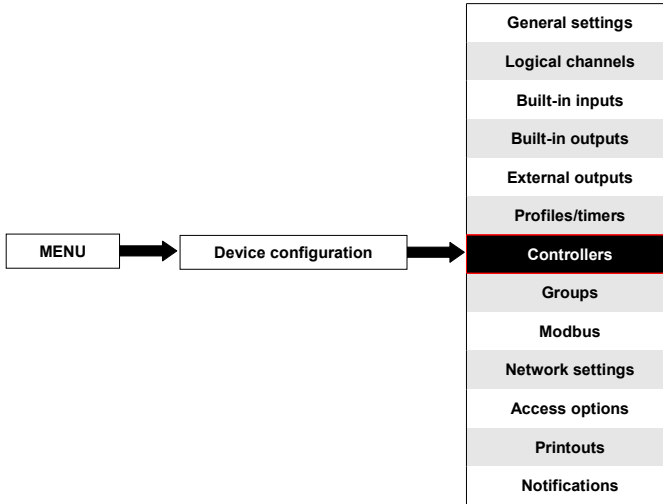 General settings
Logical channels
Built-in inputs
Built-in outputs
External outputs
Profiles/timers
MENU
Device configuration
Controllers
Groups
Modbus
Network settings
Access options
Printouts
Notifications